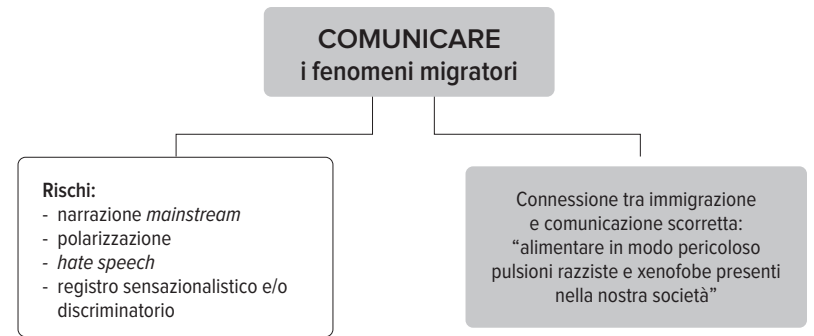 COMUNICARE
i fenomeni migratori
Rischi:
- narrazione mainstream
- polarizzazione
- hate speech
- registro sensazionalistico e/o
discriminatorio
Connessione tra immigrazione
e comunicazione scorretta:
“alimentare in modo pericoloso
pulsioni razziste e xenofobe presenti
nella nostra società”